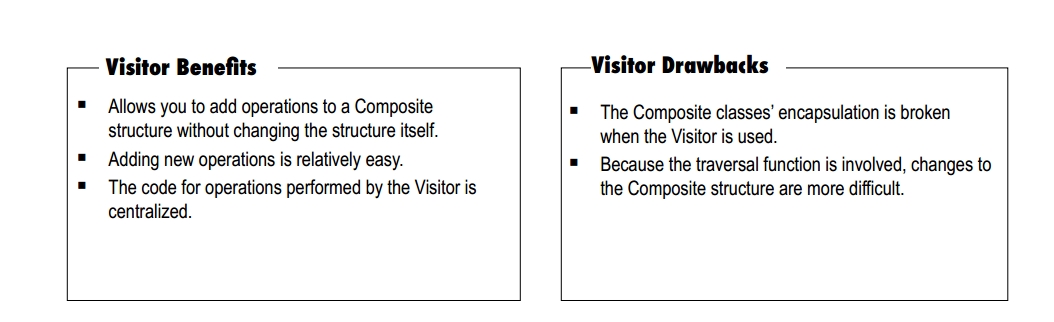 Visitor Benefits
▪ Allows you to add operations to a Composite
structure without changing the structure itself.
▪ Adding new operations is relatively easy.
▪ The code for operations performed by the Visitor is
centralized.
Visitor Drawbacks
▪ The Composite classes’ encapsulation is broken
when the Visitor is used.
▪ Because the traversal function is involved, changes to
the Composite structure are more difficult.